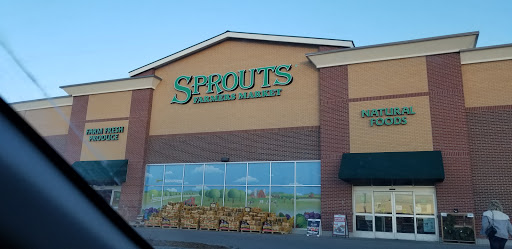 SPROUTS
FARMERS MARKET
FARM FRESH
PRODUCE
NATURAL
FOODS